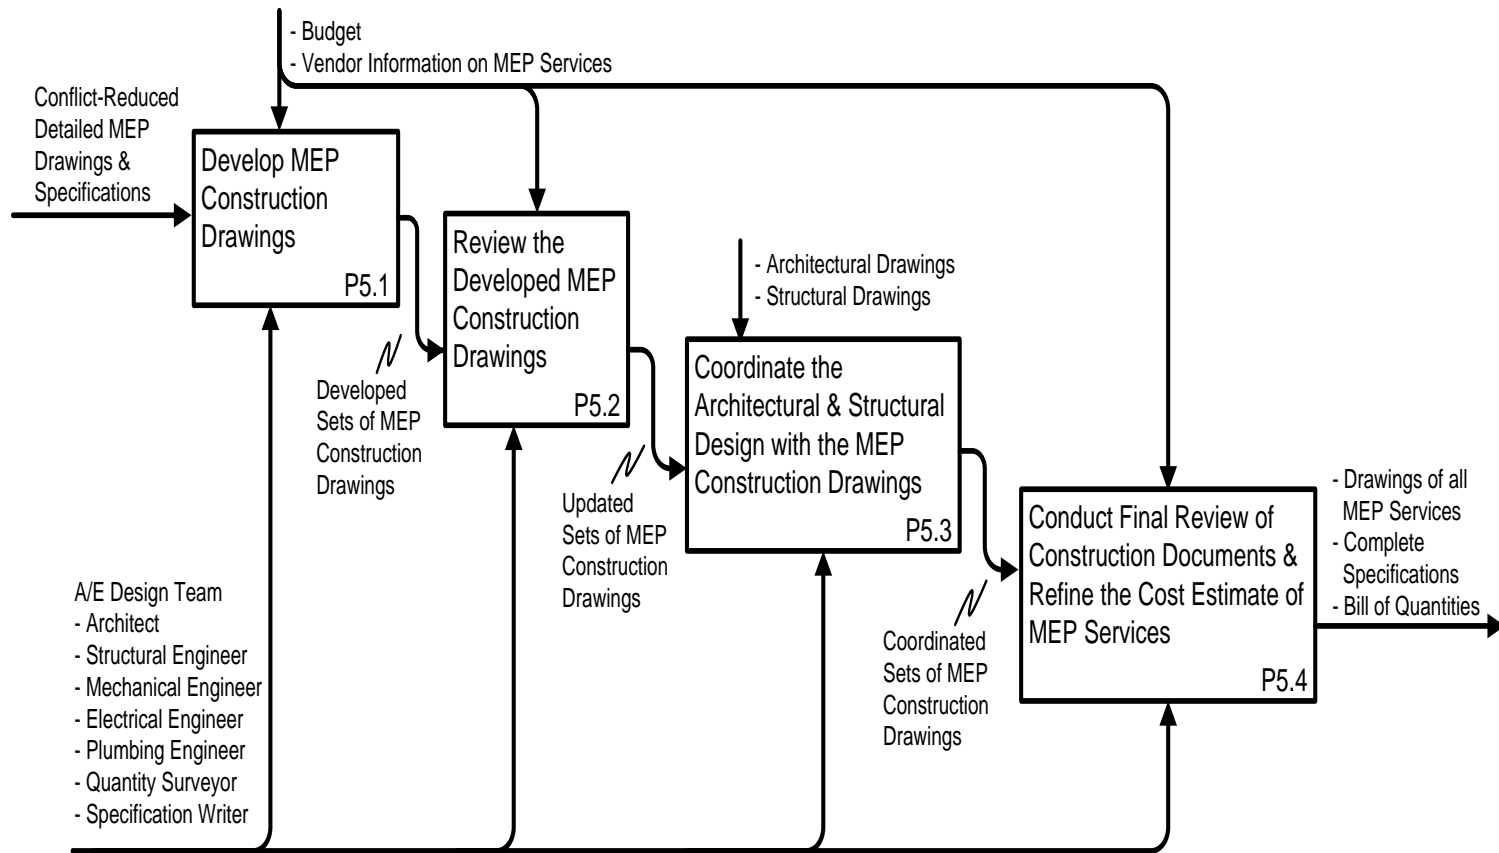 - Budget
- Vendor Information on MEP Services
Conflict-Reduced
Detailed MEP
Drawings &
Specifications
Develop MEP
Construction
Drawings
P5.1
Review the
Developed MEP
Construction
Drawings
P5.2
- Architectural Drawings
- Structural Drawings
Coordinate the
Architectural & Structural
Design with the MEP
Construction Drawings
P5.3
Developed
Sets of MEP
Construction
Drawings
Updated
Sets of MEP
Construction
Drawings
Conduct Final Review of
Construction Documents &
Refine the Cost Estimate of
MEP Services
P5.4
- Drawings of all
MEP Services
- Complete
Specifications
- Bill of Quantities
A/E Design Team
- Architect
- Structural Engineer
- Mechanical Engineer
- Electrical Engineer
- Plumbing Engineer
- Quantity Surveyor
- Specification Writer
Coordinated
Sets of MEP
Construction
Drawings